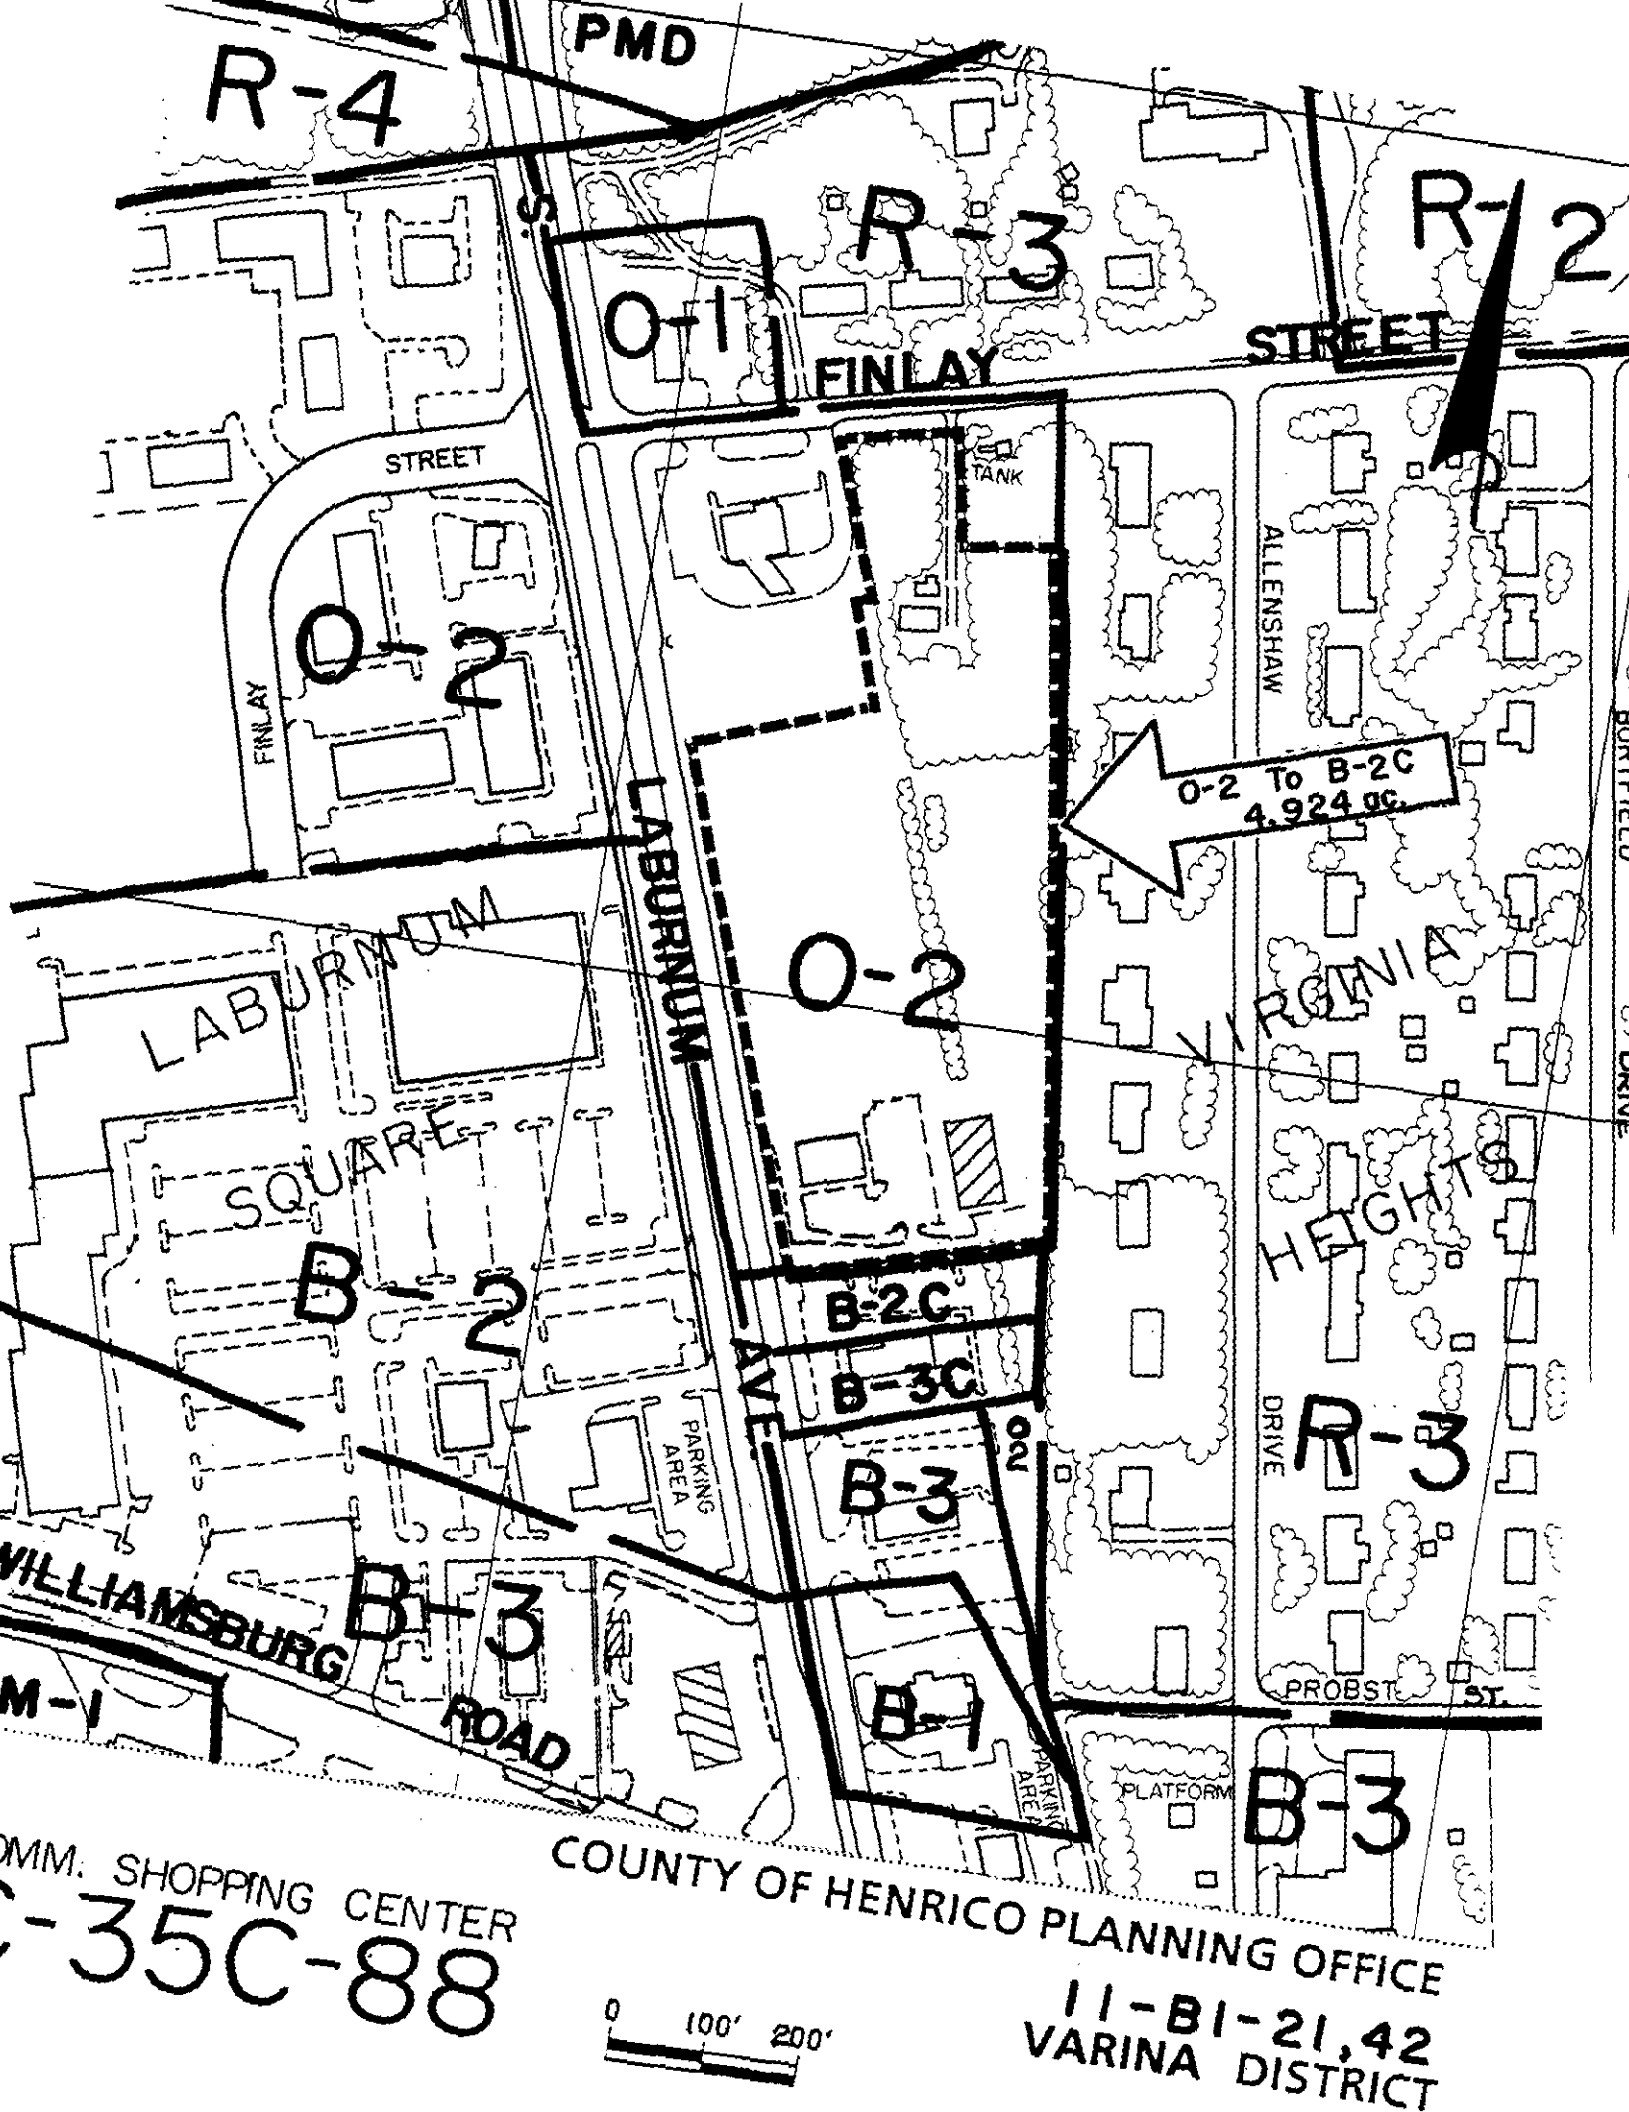 PMD
R-4
R-3
R-2
S.
O-1
FINLAY
STREET
STREET
TANK
ALLENSHAW
O-2
FINLAY
O-2 To B-2C
4.924 ac.
LABURNUM
LABURNUM
SQUARE
O-2
VIRGINIA
HEIGHTS
DRIVE
B-2
B-2C
AVE
B-3C
O2
PARKING
AREA
B-3
DRIVE
R-3
WILLIAMSBURG
ROAD
B-3
M-1
B-1
PROBST ST.
PARKING
AREA
PLATFORM
B-3
OMM. SHOPPING CENTER
C-35C-88
COUNTY OF HENRICO PLANNING OFFICE
0 100' 200'
11-B1-21,42
VARINA DISTRICT